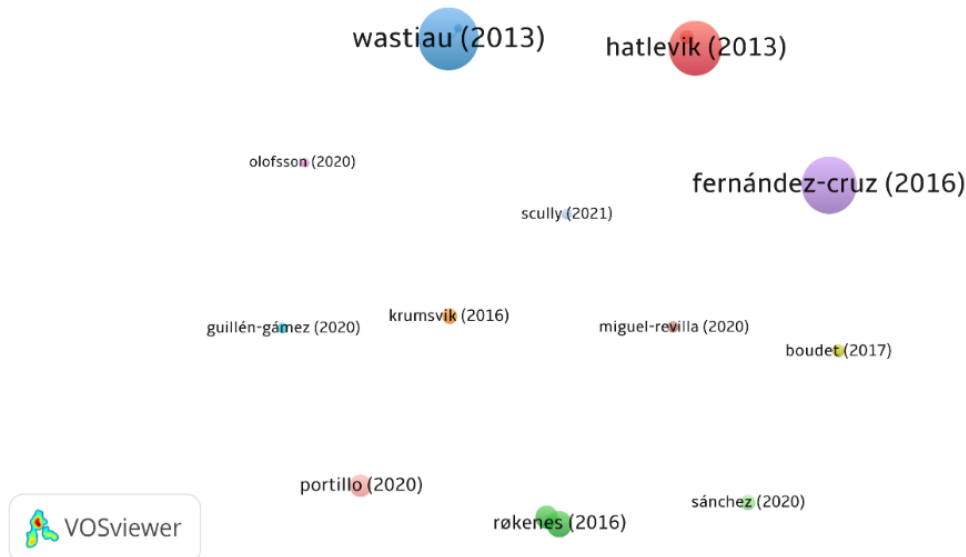 wastiau (2013)
hatlevik (2013)
olofsson (2020)
fernández-cruz (2016)
scully (2021)
krumsvik (2016)
guillén-gámez (2020)
miguel-revilla (2020)
boudet (2017)
portillo (2020)
sánchez (2020)
røkenes (2016)
VOSviewer